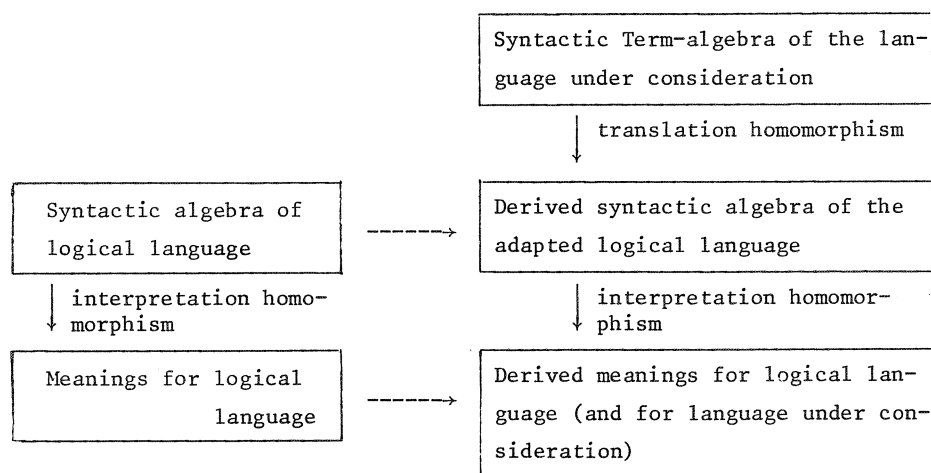 Syntactic Term-algebra of the lan-
guage under consideration
translation homomorphism
Syntactic algebra of
logical language
Derived syntactic algebra of the
adapted logical language
interpretation homo-
morphism
interpretation homomor-
phism
Meanings for logical
language
Derived meanings for logical lan-
guage (and for language under con-
sideration)